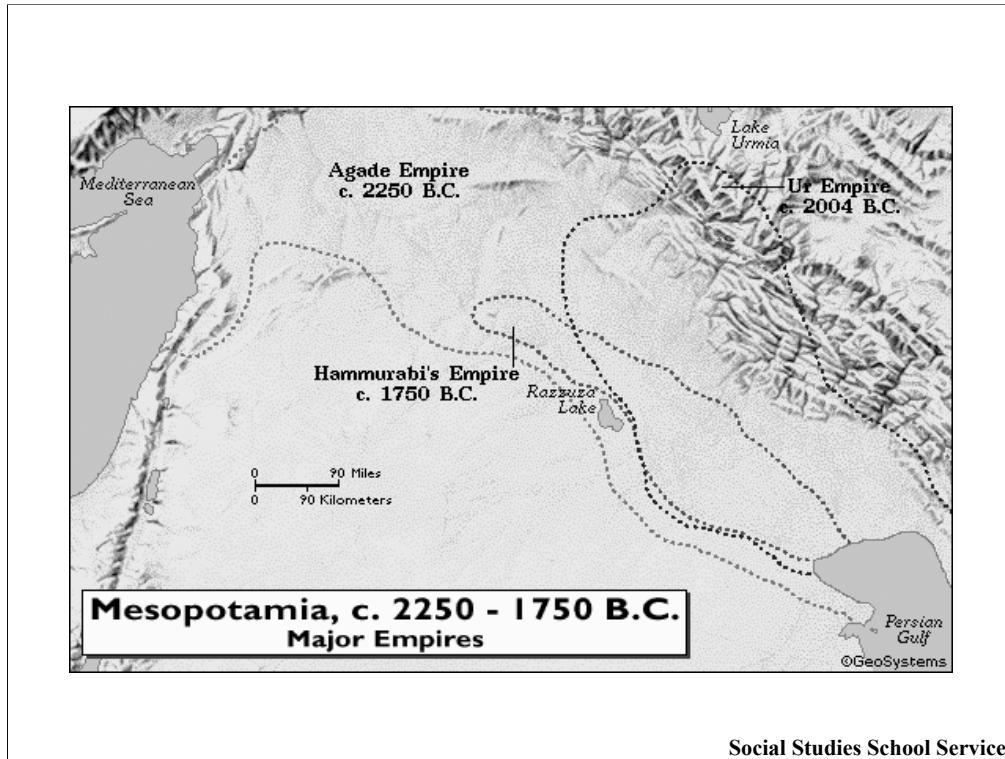 Lake
Urmia
Mediterranean
Sea
Agade Empire
c. 2250 B.C.
Ur Empire
c. 2004 B.C.
Hammurabi's Empire
c. 1750 B.C.
Razzuza
Lake
0 90 Miles
0 90 Kilometers
Mesopotamia, c. 2250 - 1750 B.C.
Major Empires
Persian
Gulf
©GeoSystems
Social Studies School Service